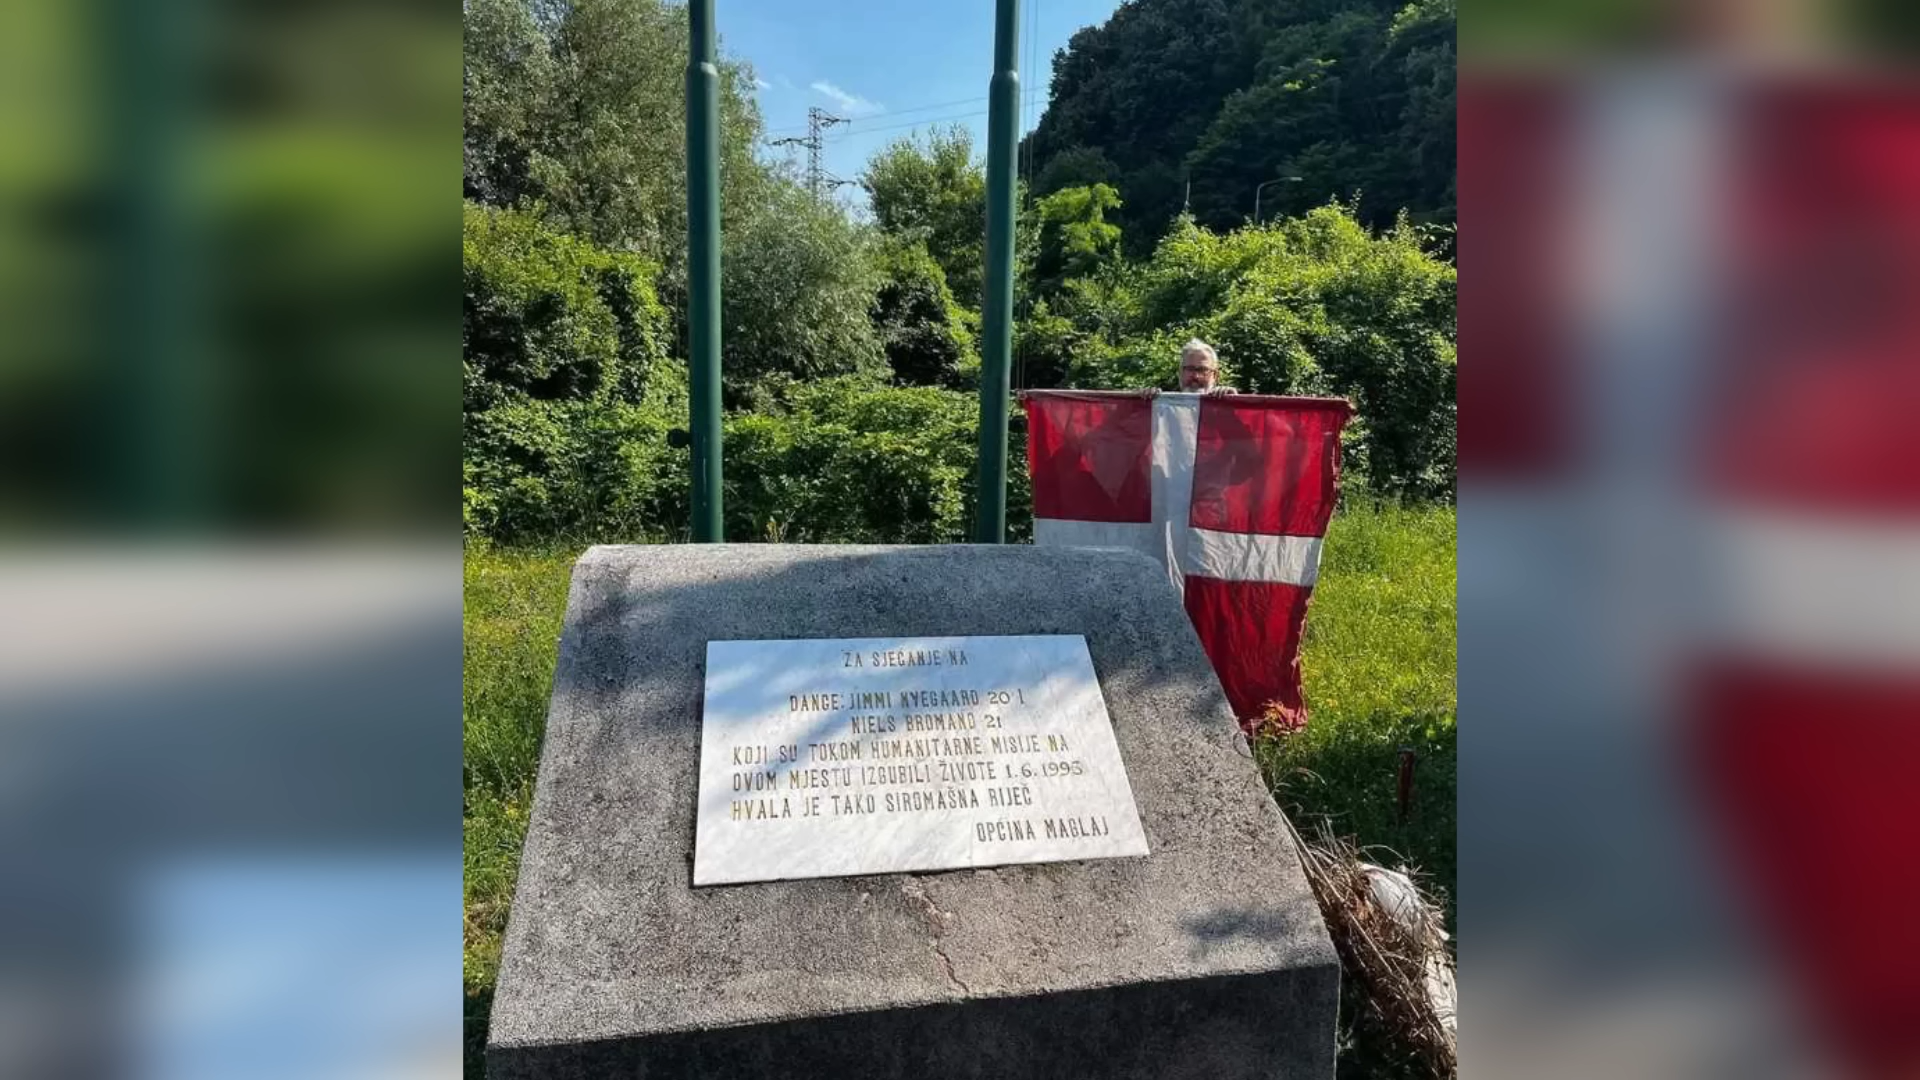 ZA SJEĆANJE NA
DANCE: JIMMI NYEGAARD 20 I
NIELS BROMAND 21
KOJI SU TOKOM HUMANITARNE MISIJE NA
OVOM MJESTU IZGUBILI ŽIVOTE 1.6.1993
HVALA JE TAKO SIROMAŠNA RIJEČ
OPĆINA MAGLAJ